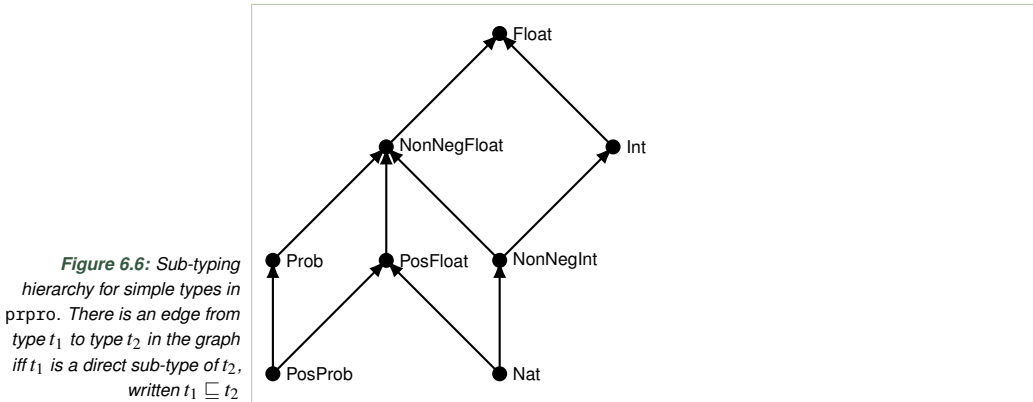 Float
NonNegFloat
Int
Prob
PosFloat
NonNegInt
PosProb
Nat
Figure 6.6: Sub-typing
hierarchy for simple types in
prpro. There is an edge from
type t1 to type t2 in the graph
iff t1 is a direct sub-type of t2,
written t1 ⊑ t2